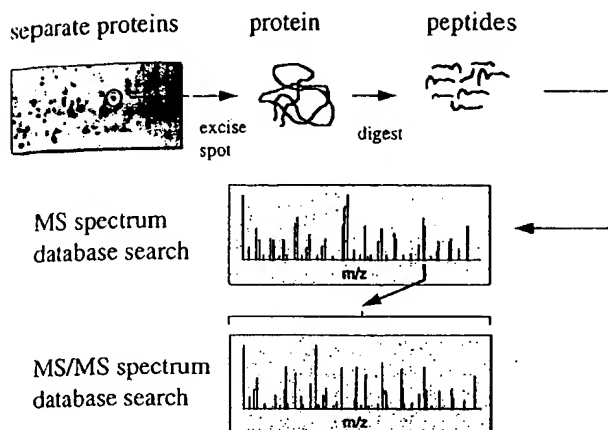 separate proteins
protein
peptides
excise
spot
digest
MS spectrum
database search
m/z
MS/MS spectrum
database search
m/z